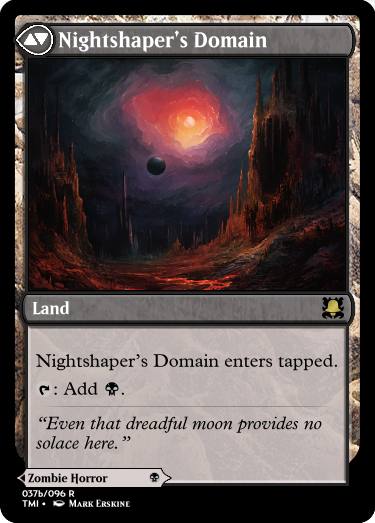 Nightshaper's Domain
Land
Nightshaper's Domain enters tapped.
: Add .
“Even that dreadful moon provides no
solace here.”
Zombie Horror
037b/096 R
TMI • Mark Erskine